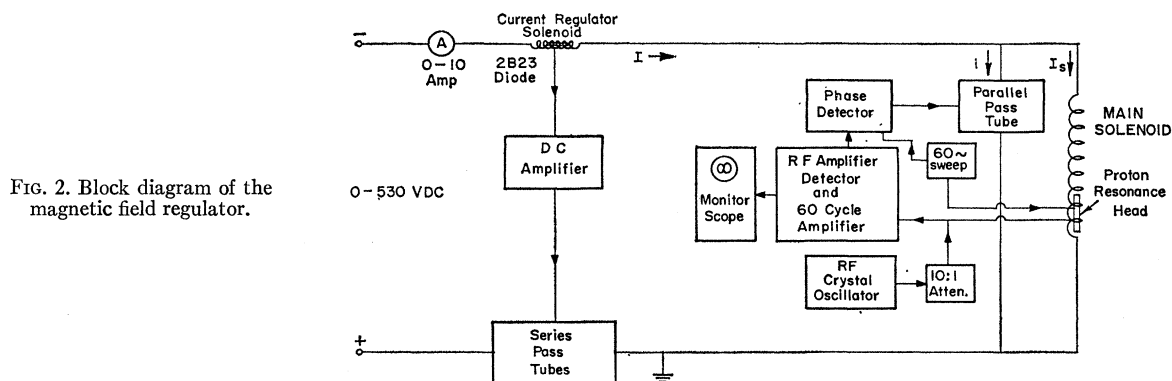 FIG. 2. Block diagram of the
magnetic field regulator.
−
A
0–10
Amp
Current Regulator
Solenoid
2B23
Diode
I
i
Is
Phase
Detector
Parallel
Pass
Tube
MAIN
SOLENOID
DC
Amplifier
0–530 VDC
Monitor
Scope
RF Amplifier
Detector
and
60 Cycle
Amplifier
60~
sweep
Proton
Resonance
Head
RF
Crystal
Oscillator
10:1
Atten.
+
Series
Pass
Tubes